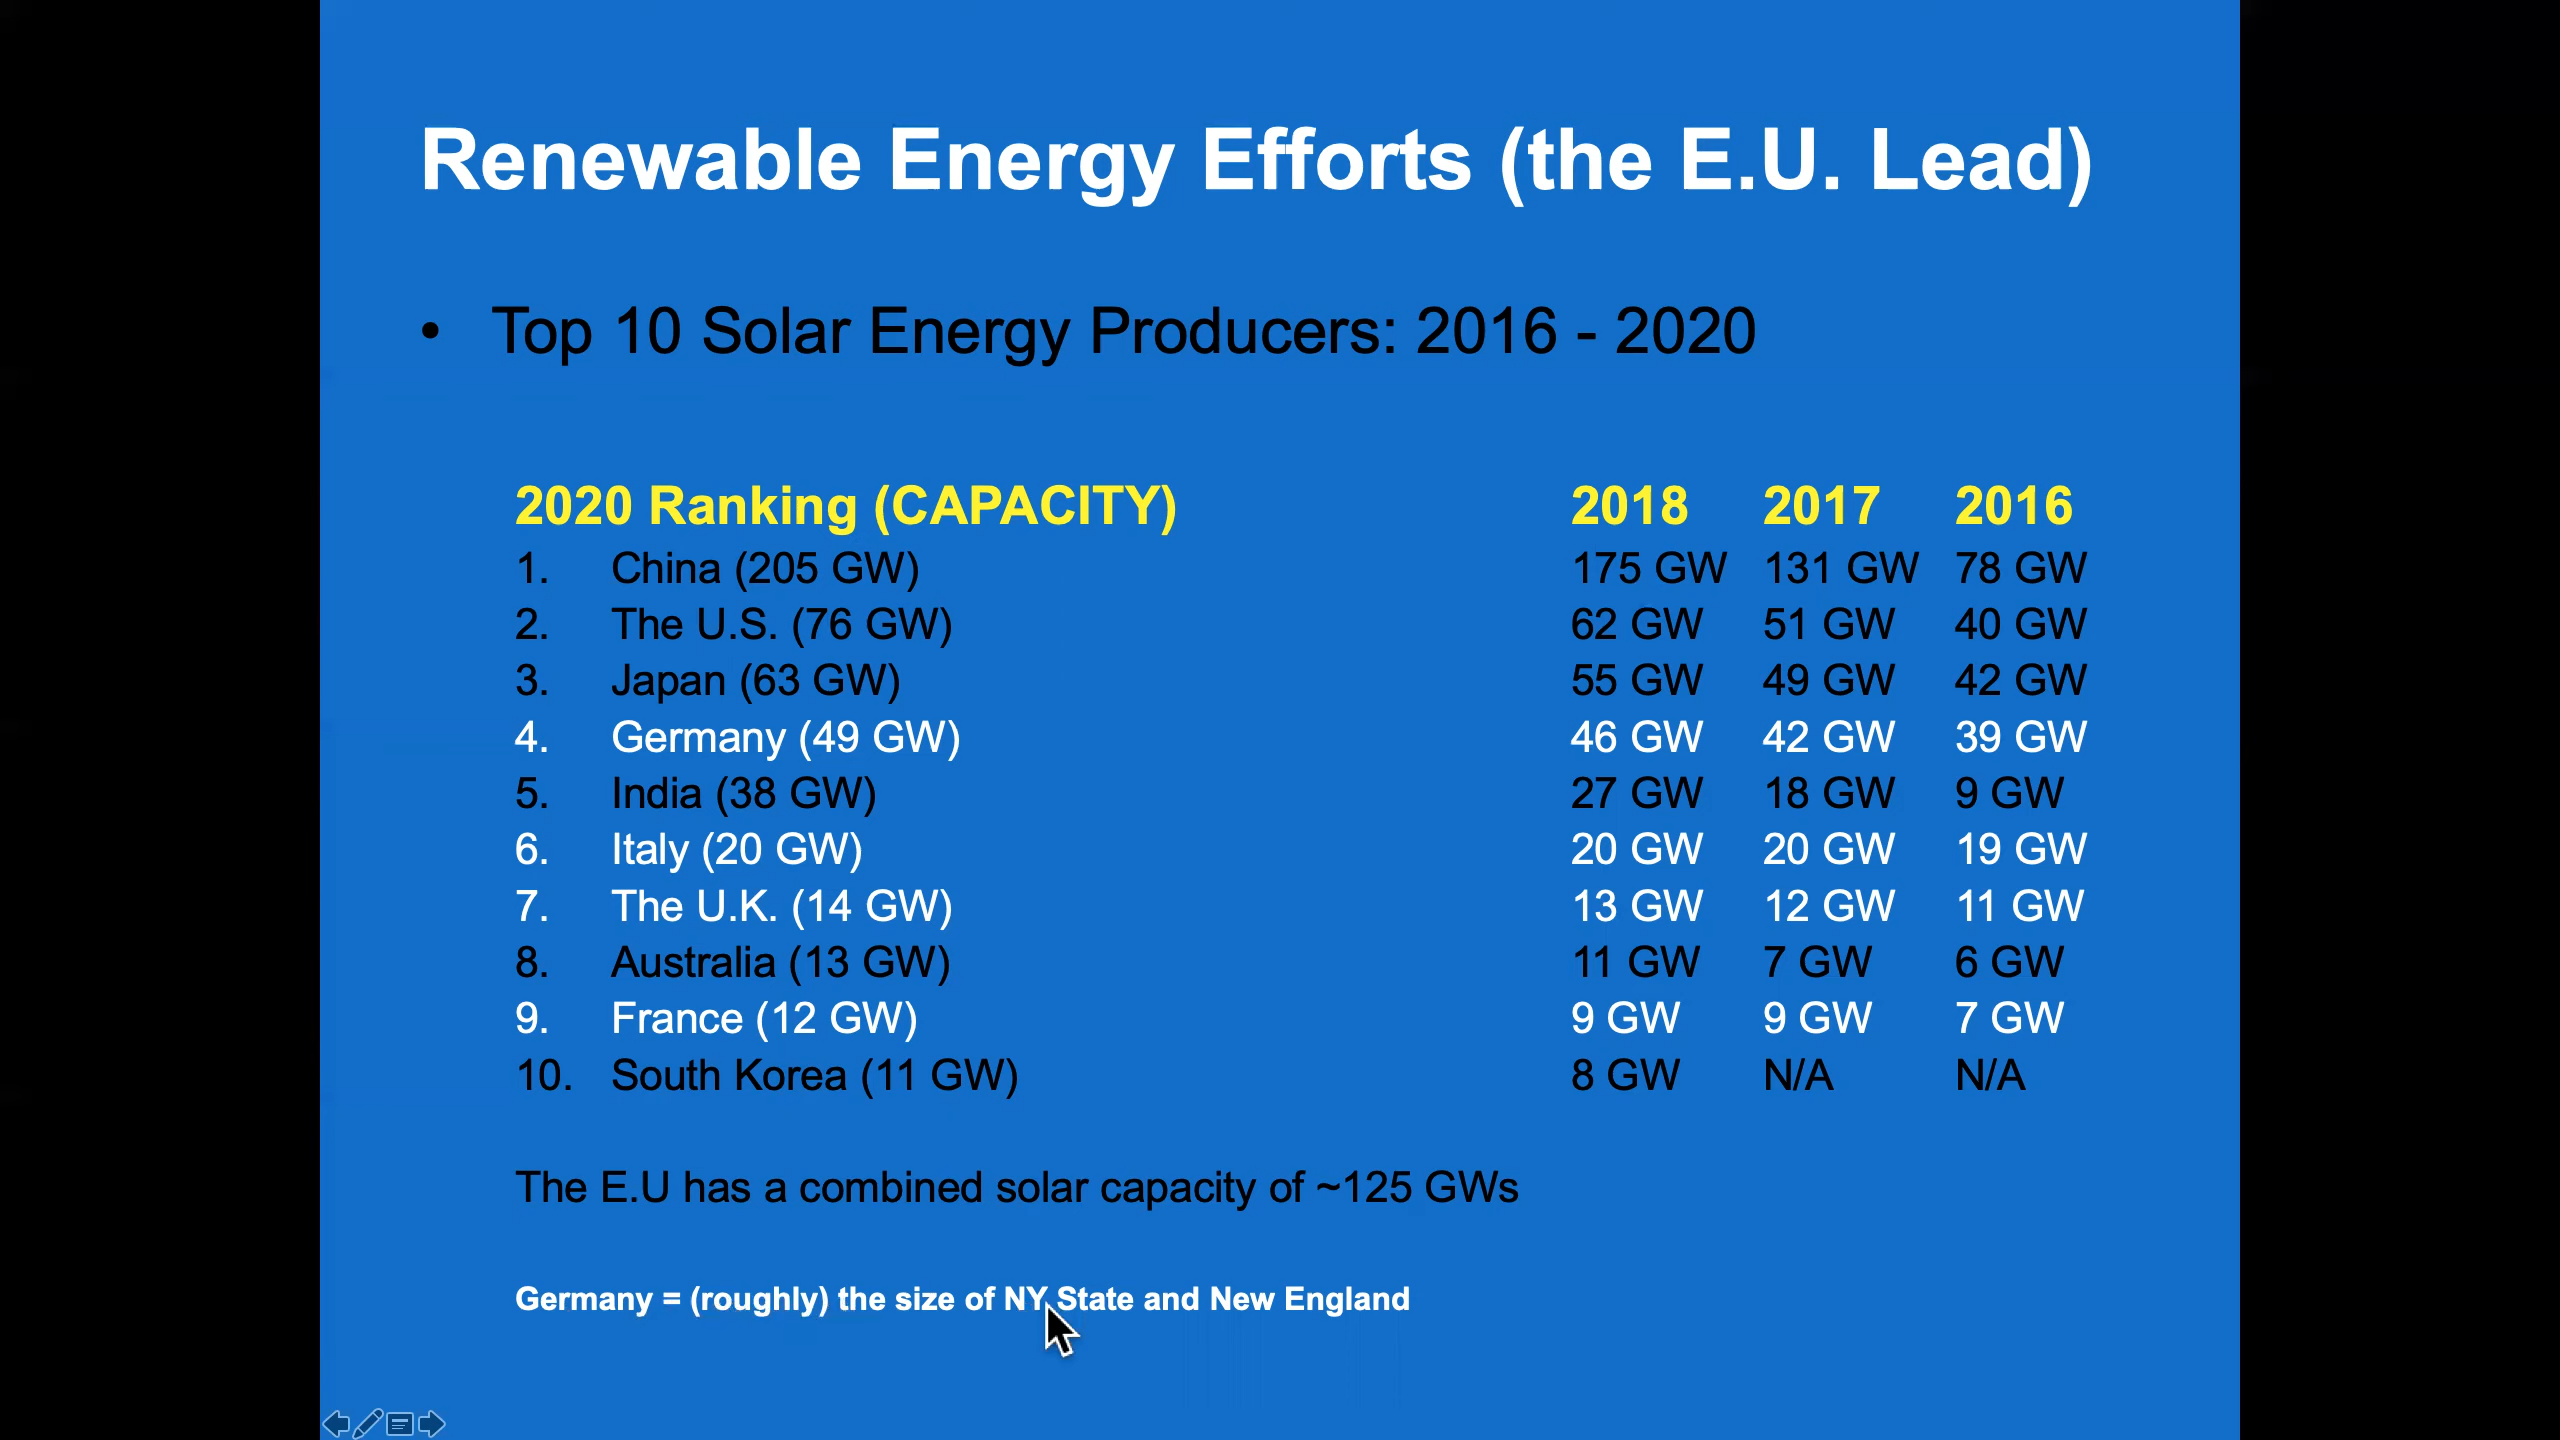 Renewable Energy Efforts (the E.U. Lead)
• Top 10 Solar Energy Producers: 2016 - 2020
2020 Ranking (CAPACITY) 2018 2017 2016
1. China (205 GW) 175 GW 131 GW 78 GW
2. The U.S. (76 GW) 62 GW 51 GW 40 GW
3. Japan (63 GW) 55 GW 49 GW 42 GW
4. Germany (49 GW) 46 GW 42 GW 39 GW
5. India (38 GW) 27 GW 18 GW 9 GW
6. Italy (20 GW) 20 GW 20 GW 19 GW
7. The U.K. (14 GW) 13 GW 12 GW 11 GW
8. Australia (13 GW) 11 GW 7 GW 6 GW
9. France (12 GW) 9 GW 9 GW 7 GW
10. South Korea (11 GW) 8 GW N/A N/A
The E.U has a combined solar capacity of ~125 GWs
Germany = (roughly) the size of NY State and New England